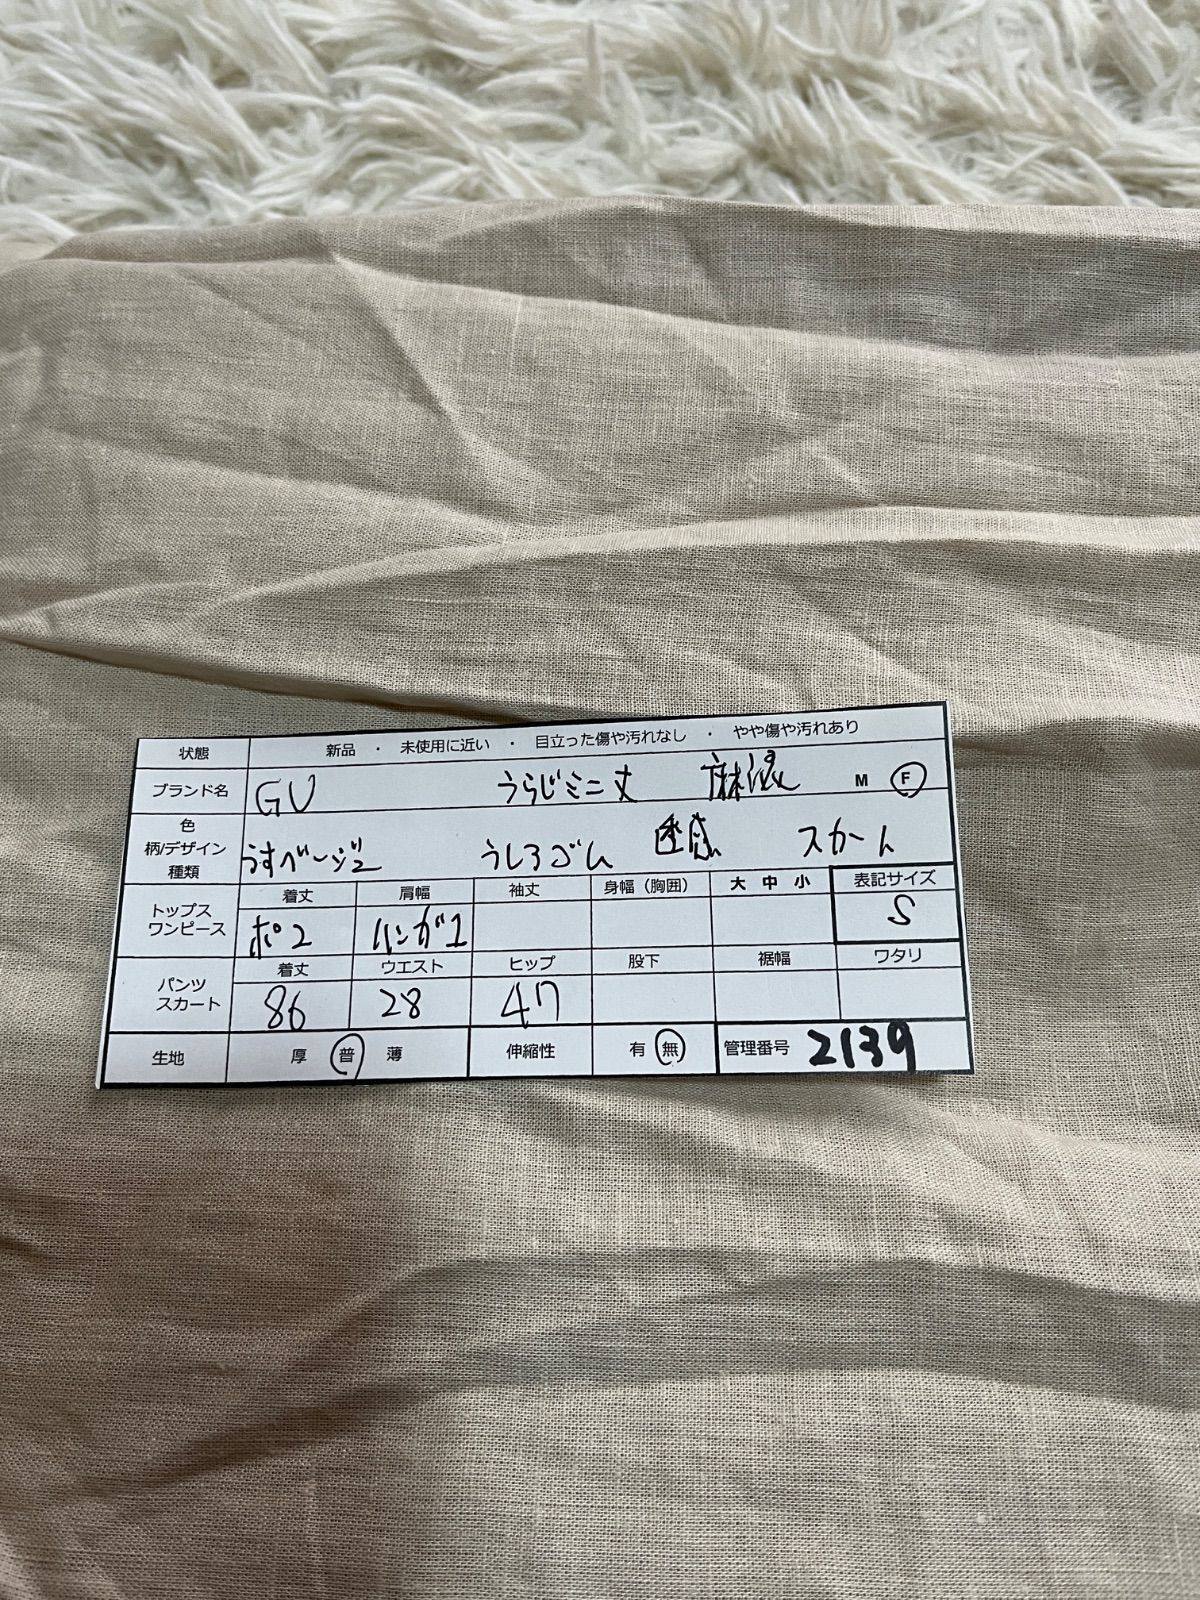 状態 新品 ・ 未使用に近い ・ 目立った傷や汚れなし ・ やや傷や汚れあり
ブランド名 GU うらじミニ丈 麻混 M F
色
柄/デザイン
種類 うすベージュ うしろゴム 透感 スカート
トップス
ワンピース 着丈 肩幅 袖丈 身幅（胸囲） 大 中 小 表記サイズ
ポ2 ハンガ1 S
パンツ
スカート 着丈 ウエスト ヒップ 股下 裾幅 ワタリ
86 28 47
生地 厚 普 薄 伸縮性 有 無 管理番号 2139